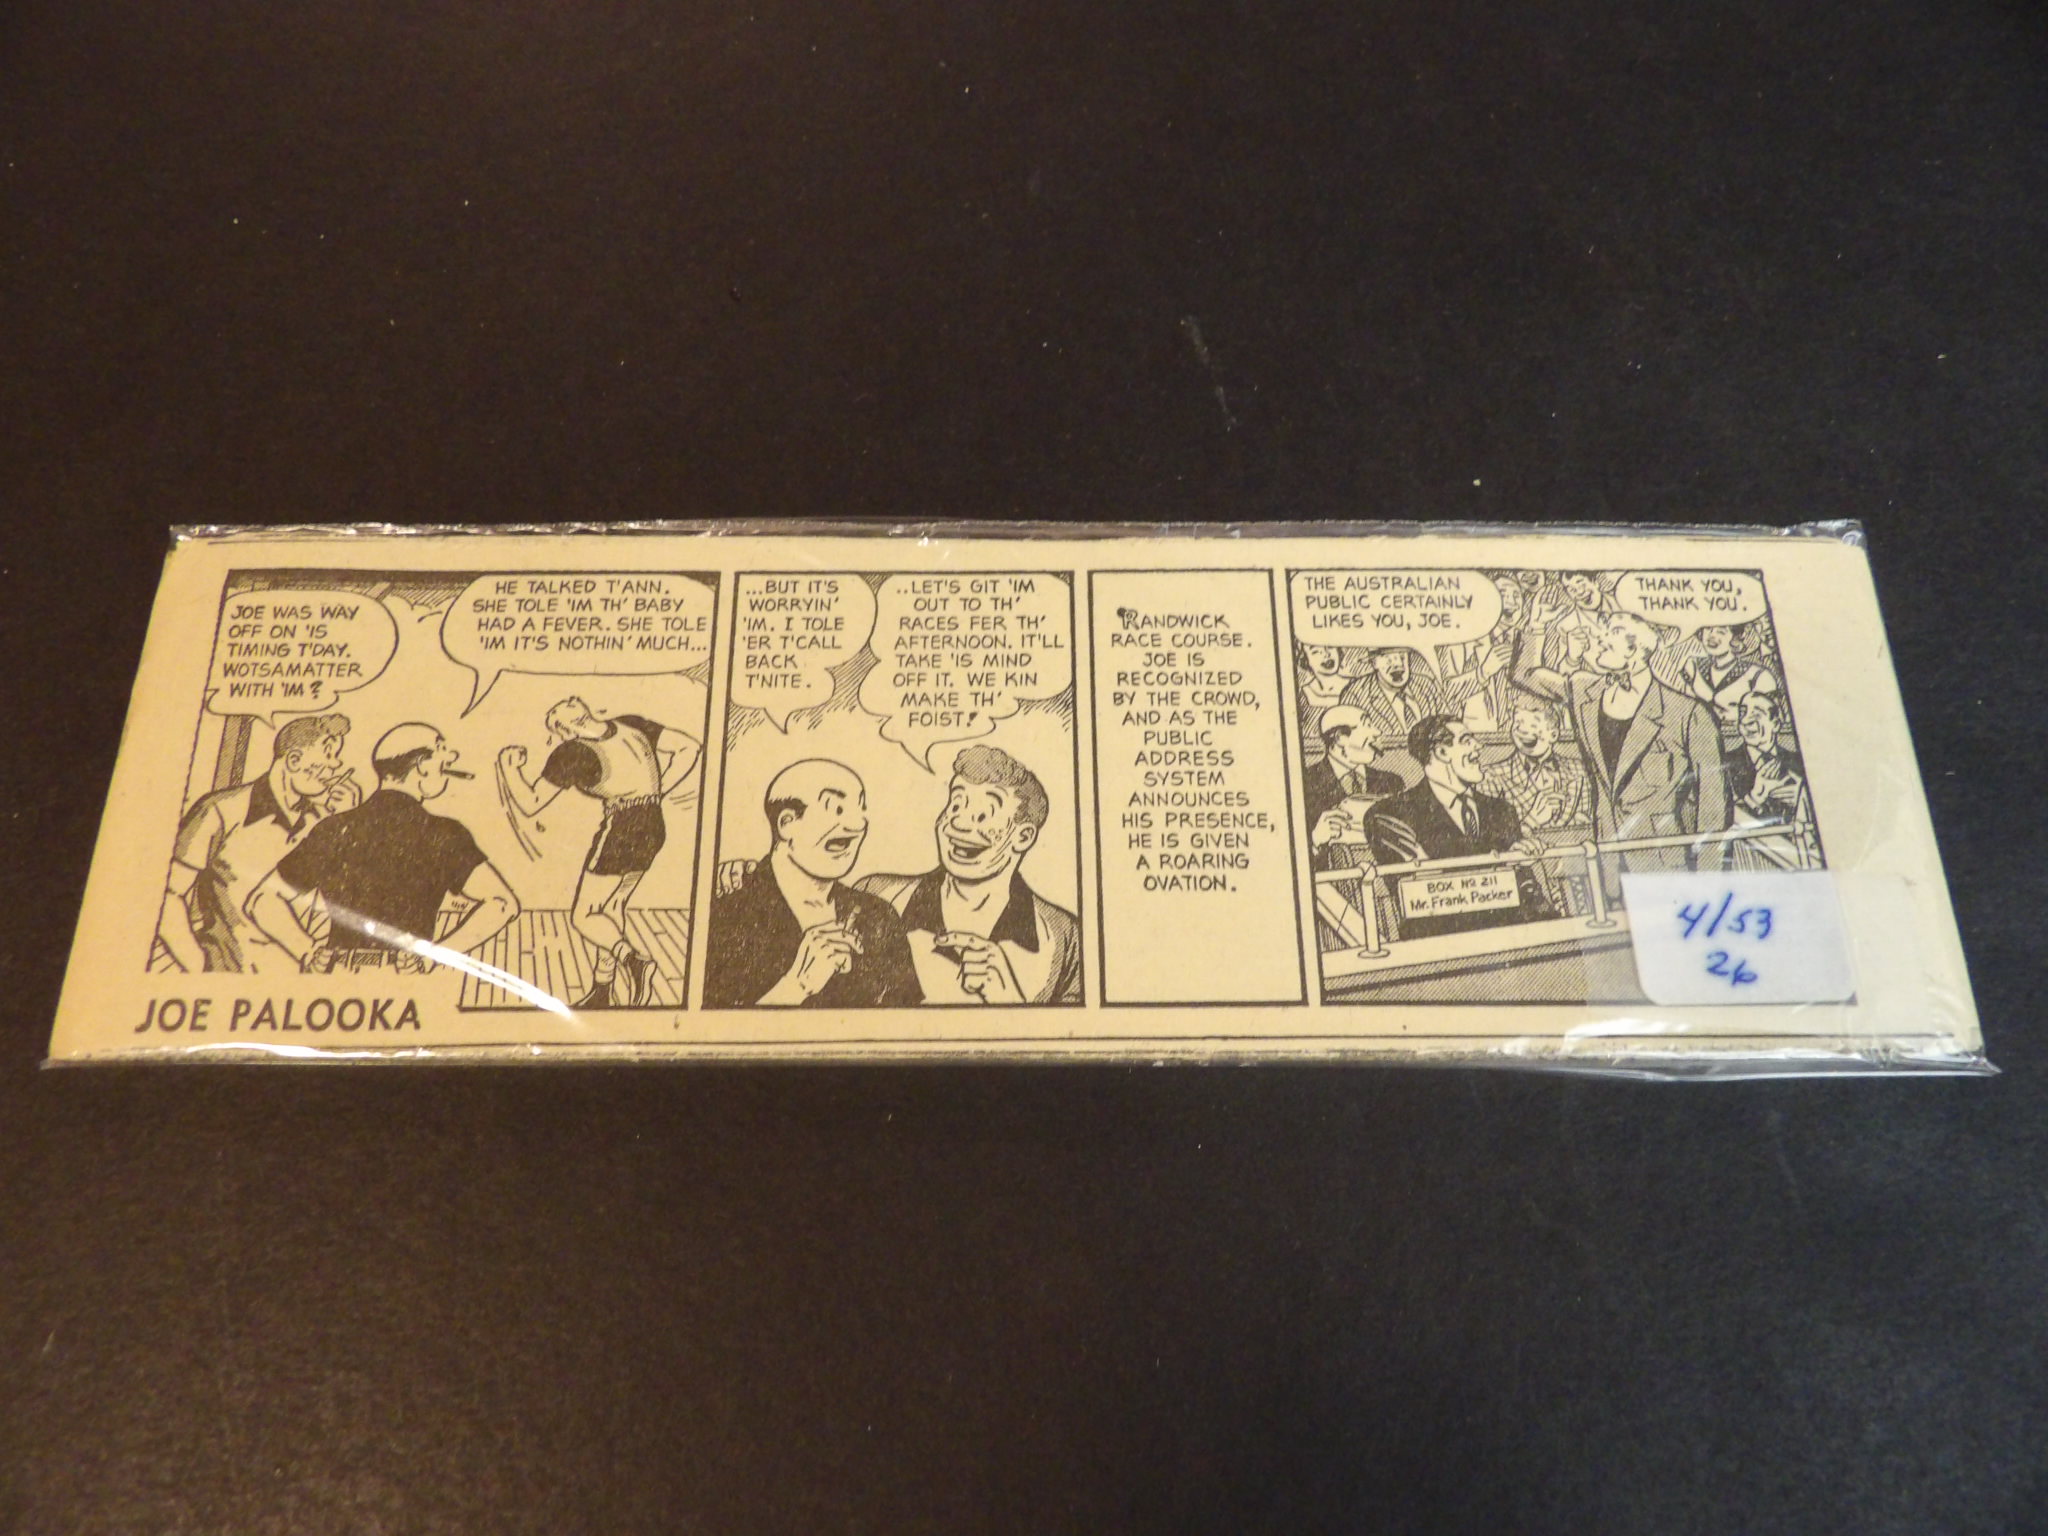 JOE WAS WAY
OFF ON 'IS
TIMING T'DAY.
WOTSAMATTER
WITH 'IM?
HE TALKED T'ANN.
SHE TOLE 'IM TH' BABY
HAD A FEVER. SHE TOLE
'IM IT'S NOTHIN' MUCH...
JOE PALOOKA
...BUT IT'S
WORRYIN'
'IM. I TOLE
'ER T'CALL
BACK
T'NITE.
..LET'S GIT 'IM
OUT TO TH'
RACES FER TH'
AFTERNOON. IT'LL
TAKE 'IS MIND
OFF IT. WE KIN
MAKE TH'
FOIST!
RANDWICK
RACE COURSE.
JOE IS
RECOGNIZED
BY THE CROWD,
AND AS THE
PUBLIC
ADDRESS
SYSTEM
ANNOUNCES
HIS PRESENCE,
HE IS GIVEN
A ROARING
OVATION.
THE AUSTRALIAN
PUBLIC CERTAINLY
LIKES YOU, JOE.
THANK YOU,
THANK YOU.
BOX Nº 211
Mr. Frank Packer
4/53
26